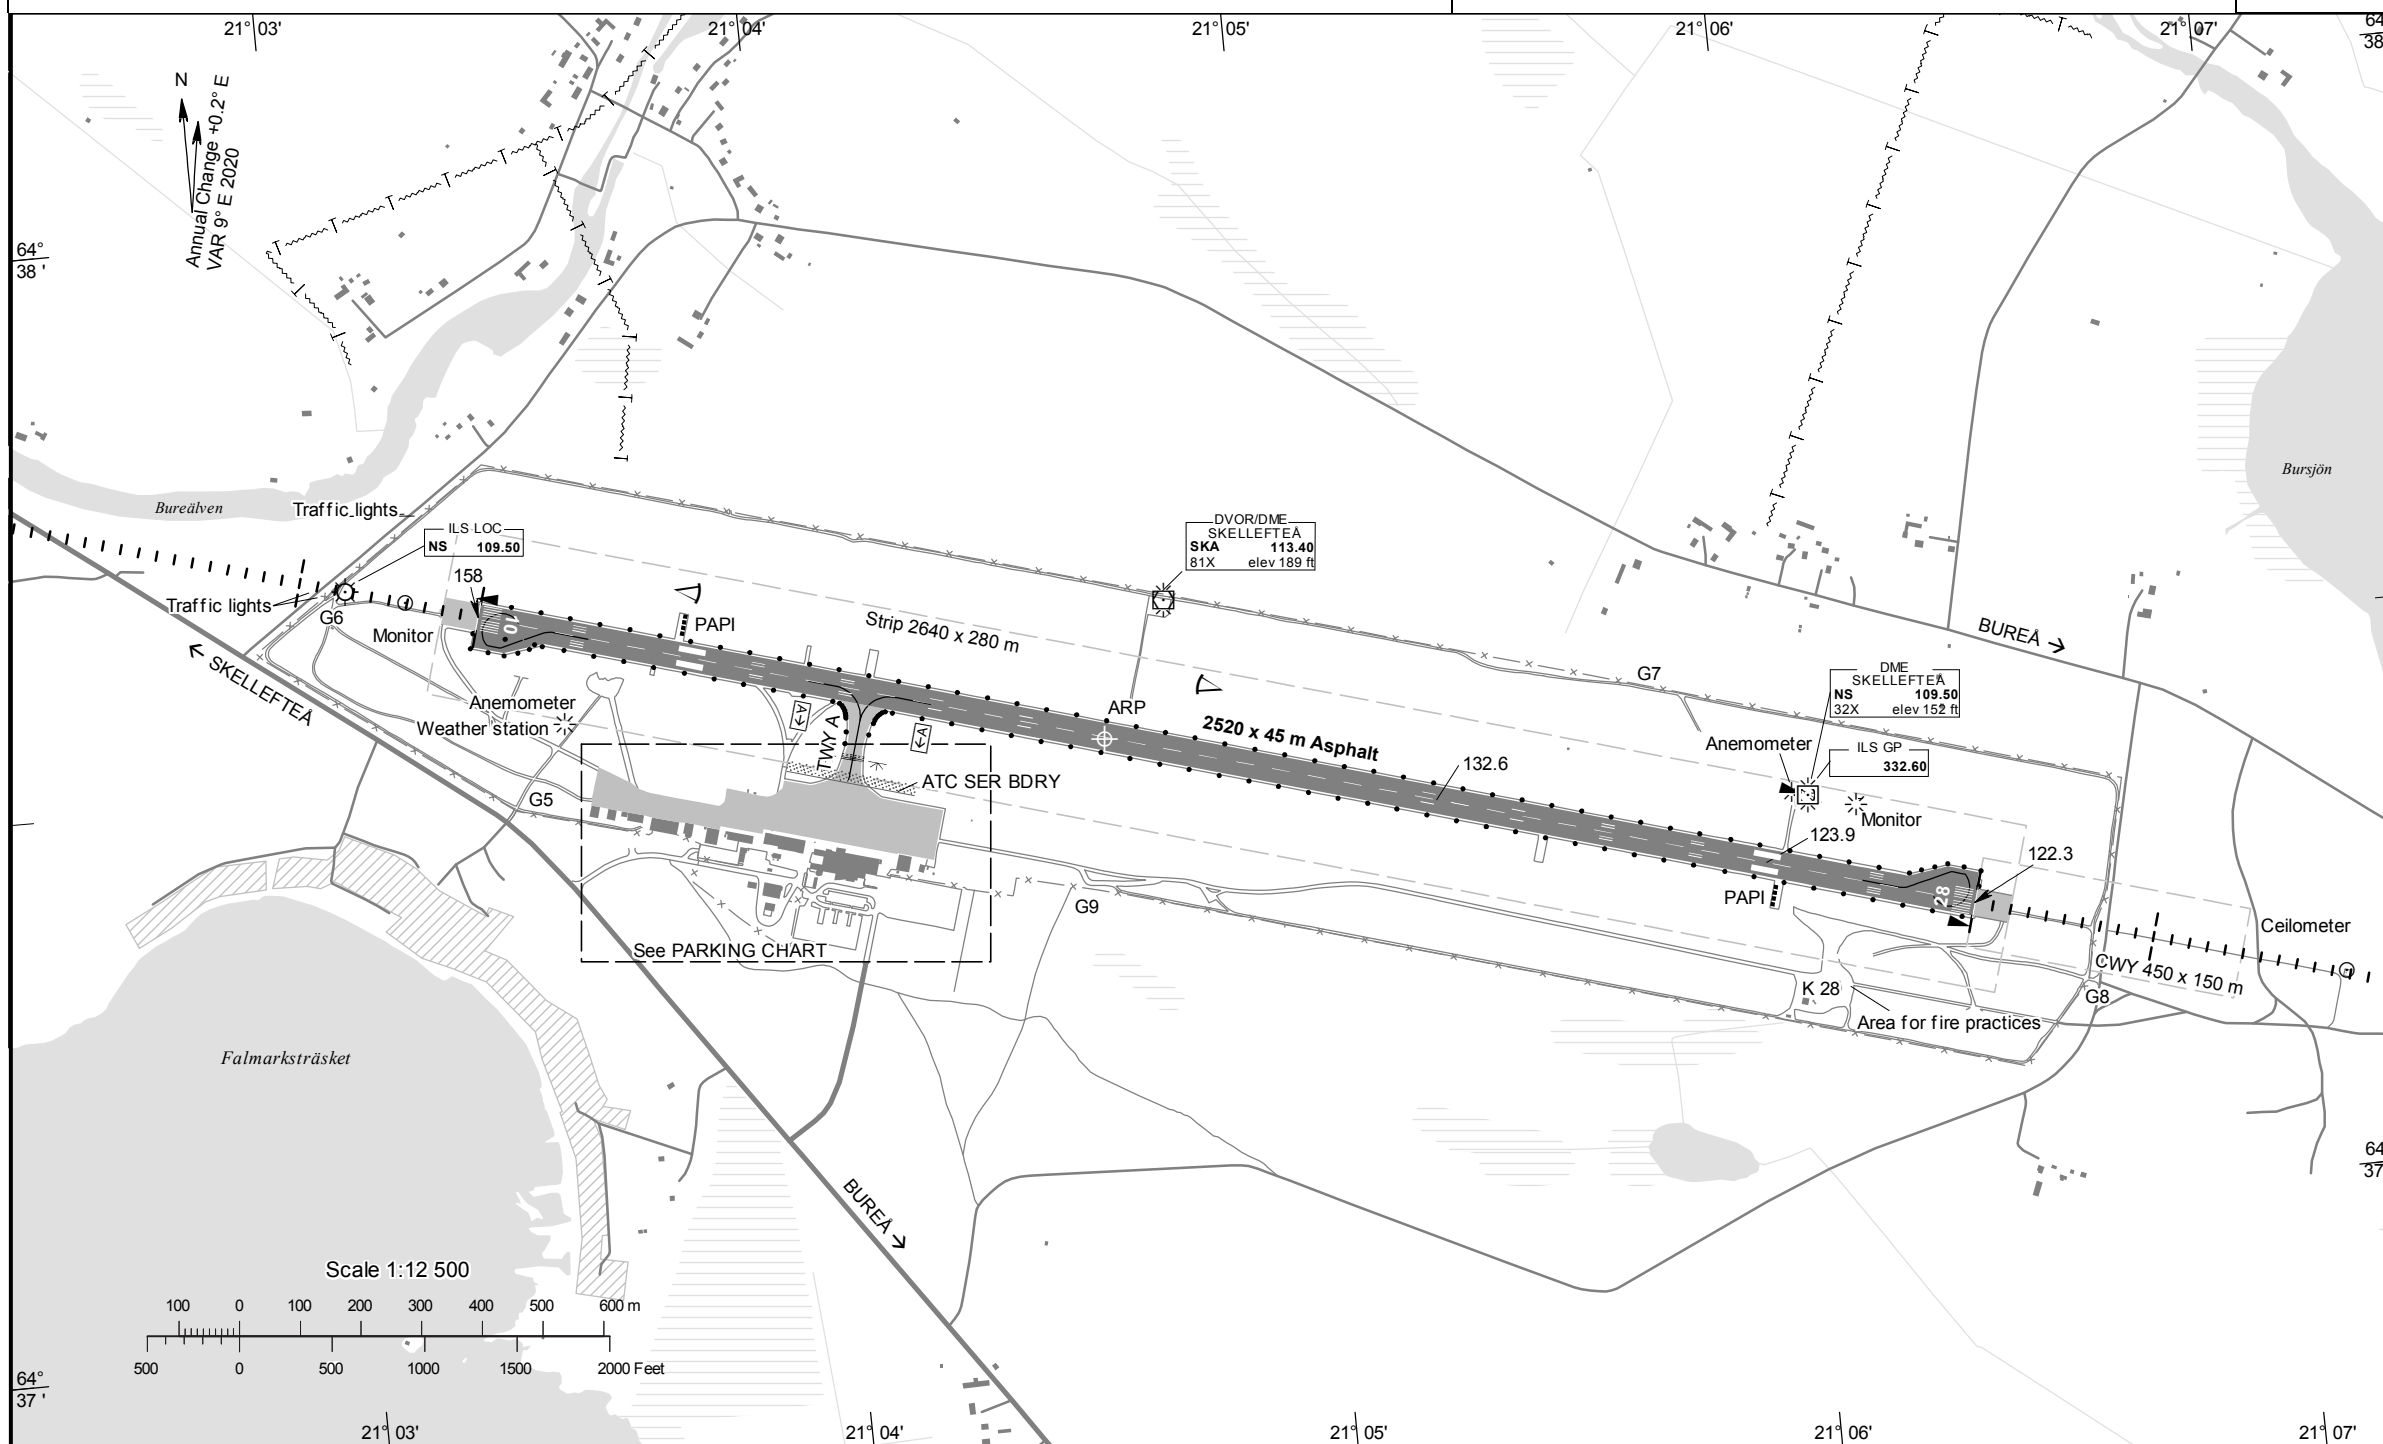 21° 03'
21° 04'
21° 05'
21° 06'
21° 07'
64
38
N
Annual Change +0.2° E
VAR 9° E 2020
64°
38 '
Bursjön
Bureälven
Traffic lights
ILS LOC
NS 109.50
DVOR/DME
SKELLEFTEÅ
SKA 113.40
81X elev 189 ft
158
Traffic lights
G6
Monitor
10
PAPI
Strip 2640 x 280 m
BUREÅ →
← SKELLEFTEÅ
G7
DME
SKELLEFTEÅ
NS 109.50
32X elev 152 ft
Anemometer
Weather station
A→
TWY A
←A
ARP
2520 x 45 m Asphalt
132.6
Anemometer
ILS GP
332.60
ATC SER BDRY
G5
Monitor
123.9
122.3
PAPI
28
G9
See PARKING CHART
Ceilometer
CWY 450 x 150 m
K 28
G8
Area for fire practices
Falmarksträsket
64
37
BUREÅ →
Scale 1:12 500
100 0 100 200 300 400 500 600 m
500 0 500 1000 1500 2000 Feet
64°
37 '
21° 03'
21° 04'
21° 05'
21° 06'
21° 07'